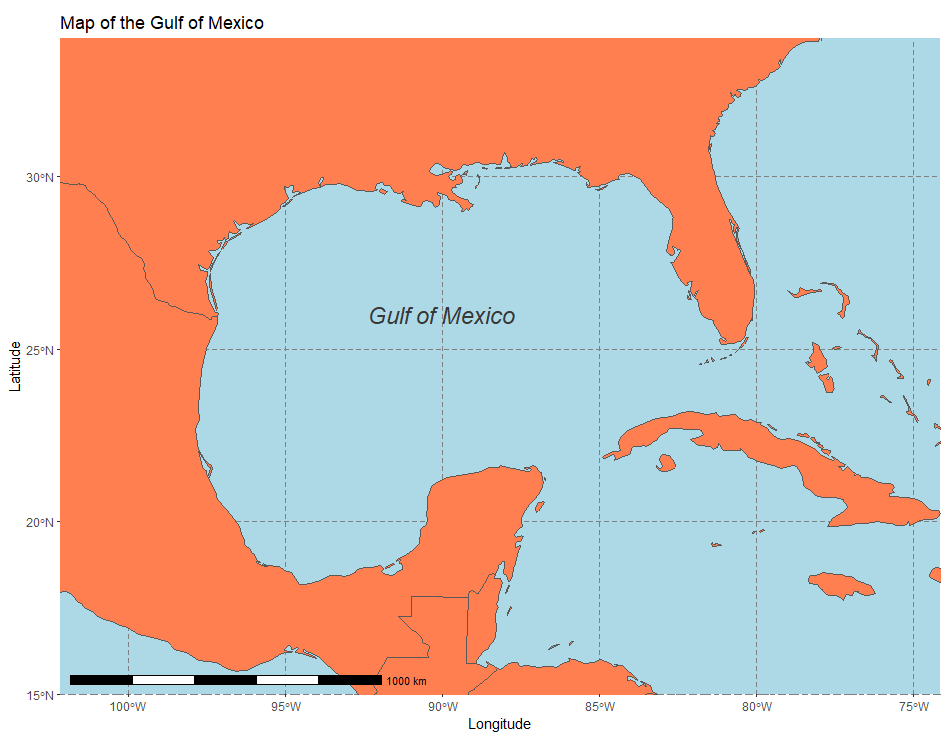 Map of the Gulf of Mexico
30°N
25°N
20°N
15°N
Latitude
Gulf of Mexico
1000 km
100°W
95°W
90°W
85°W
80°W
75°W
Longitude